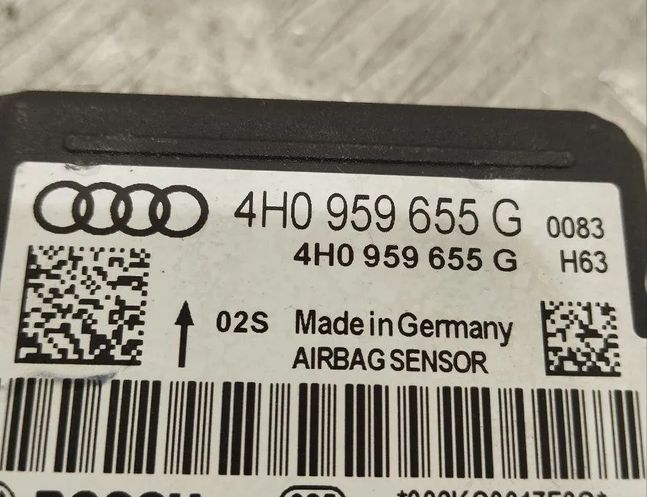 4H0 959 655 G 0083
4H0 959 655 G H63
02S Made in Germany
AIRBAG SENSOR